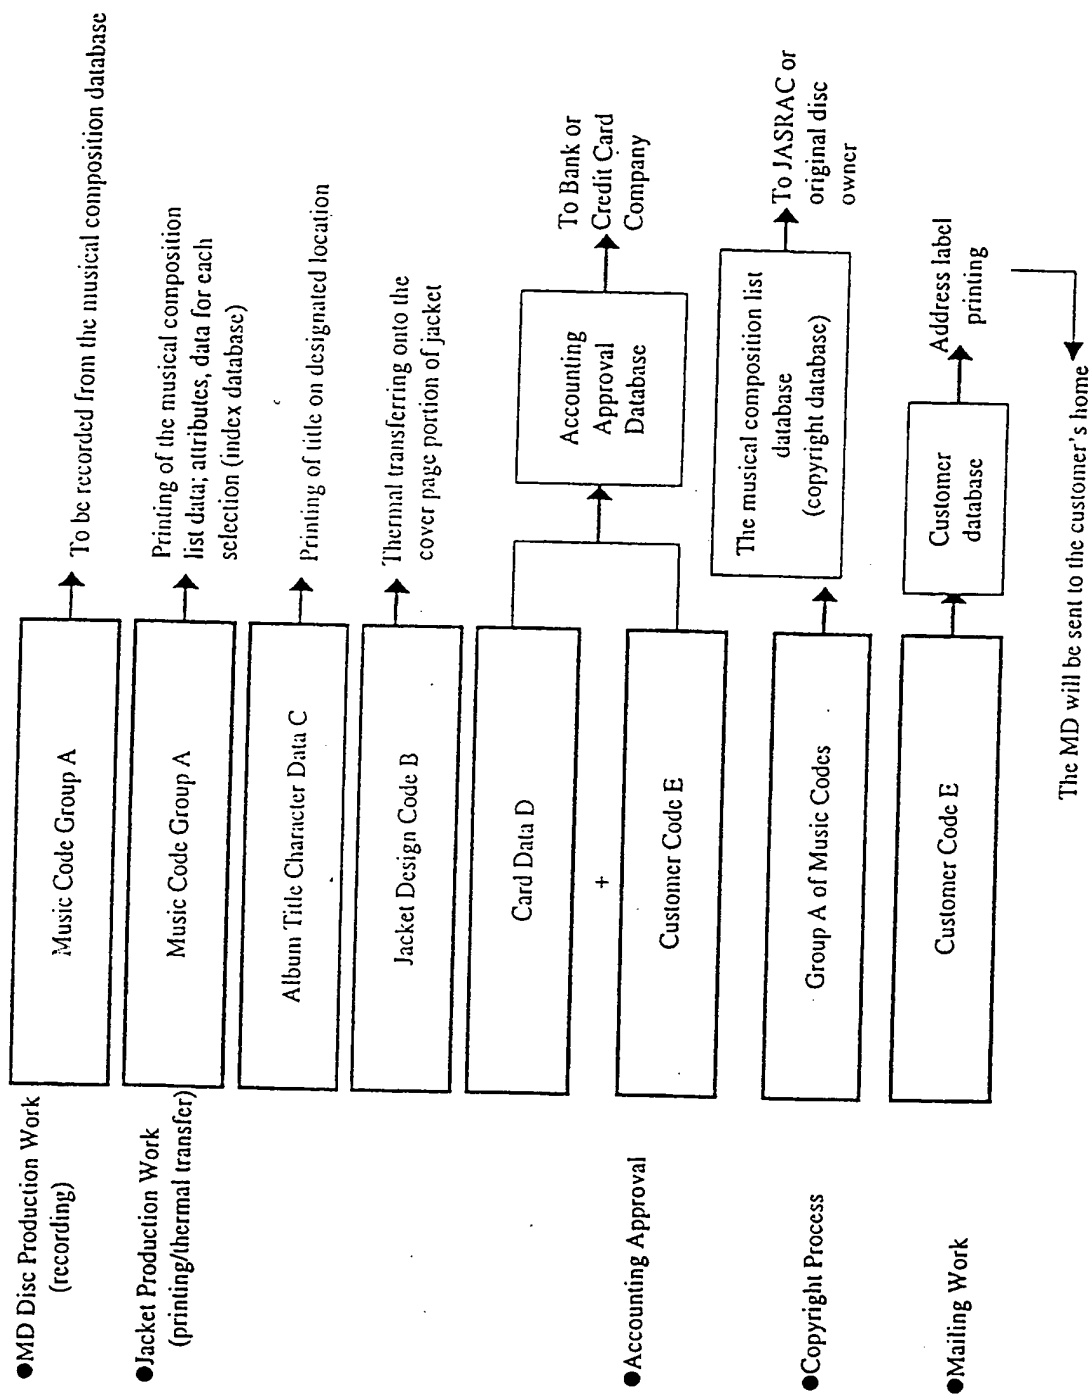 ●MD Disc Production Work
(recording)
Music Code Group A
To be recorded from the musical composition database
●Jacket Production Work
(printing/thermal transfer)
Music Code Group A
Printing of the musical composition
list data; attributes, data for each
selection (index database)
Album Title Character Data C
Printing of title on designated location
Jacket Design Code B
Thermal transferring onto the
cover page portion of jacket
●Accounting Approval
Card Data D
+
Customer Code E
Accounting
Approval
Database
To Bank or
Credit Card
Company
●Copyright Process
Group A of Music Codes
The musical composition list
database
(copyright database)
To JASRAC or
original disc
owner
●Mailing Work
Customer Code E
Customer
database
Address label
printing
The MD will be sent to the customer's home